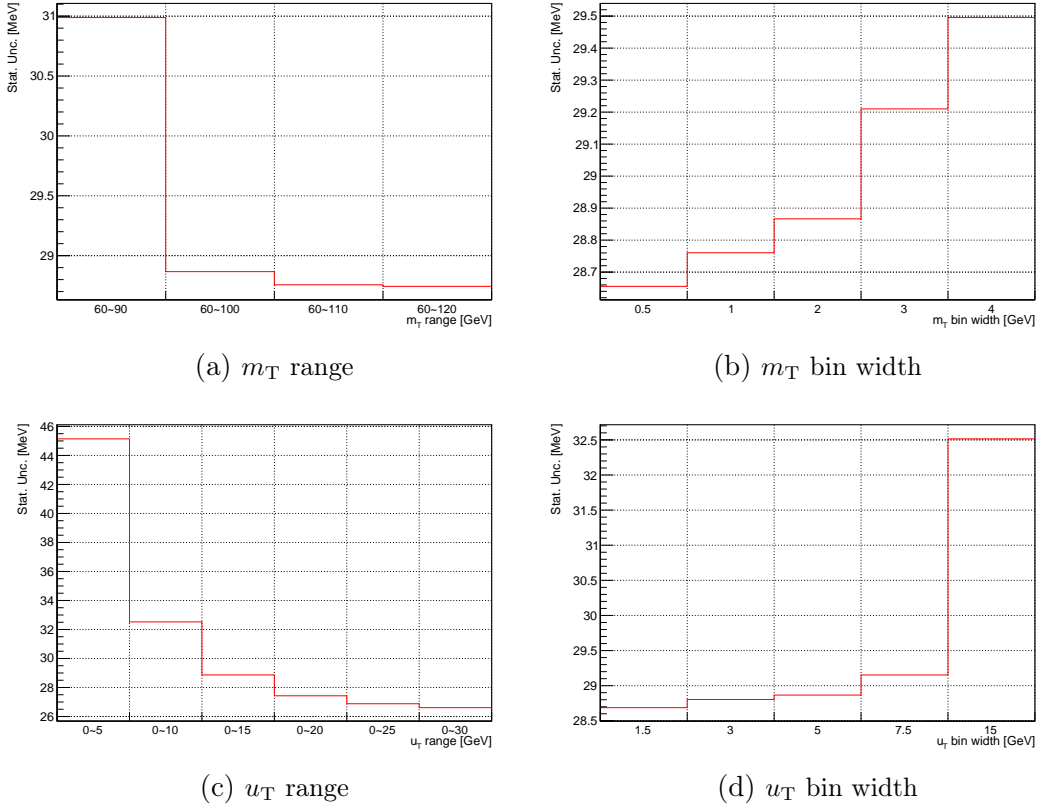 Stat. Unc. [MeV]
31
30.5
30
29.5
29
60~90 60~100 60~110 60~120
m_T range [GeV]
(a) m_T range
Stat. Unc. [MeV]
29.5
29.4
29.3
29.2
29.1
29
28.9
28.8
28.7
0.5 1 2 3 4
m_T bin width [GeV]
(b) m_T bin width
Stat. Unc. [MeV]
46
44
42
40
38
36
34
32
30
28
26
0~5 0~10 0~15 0~20 0~25 0~30
u_T range [GeV]
(c) u_T range
Stat. Unc. [MeV]
32.5
32
31.5
31
30.5
30
29.5
29
28.5
1.5 3 5 7.5 15
u_T bin width [GeV]
(d) u_T bin width